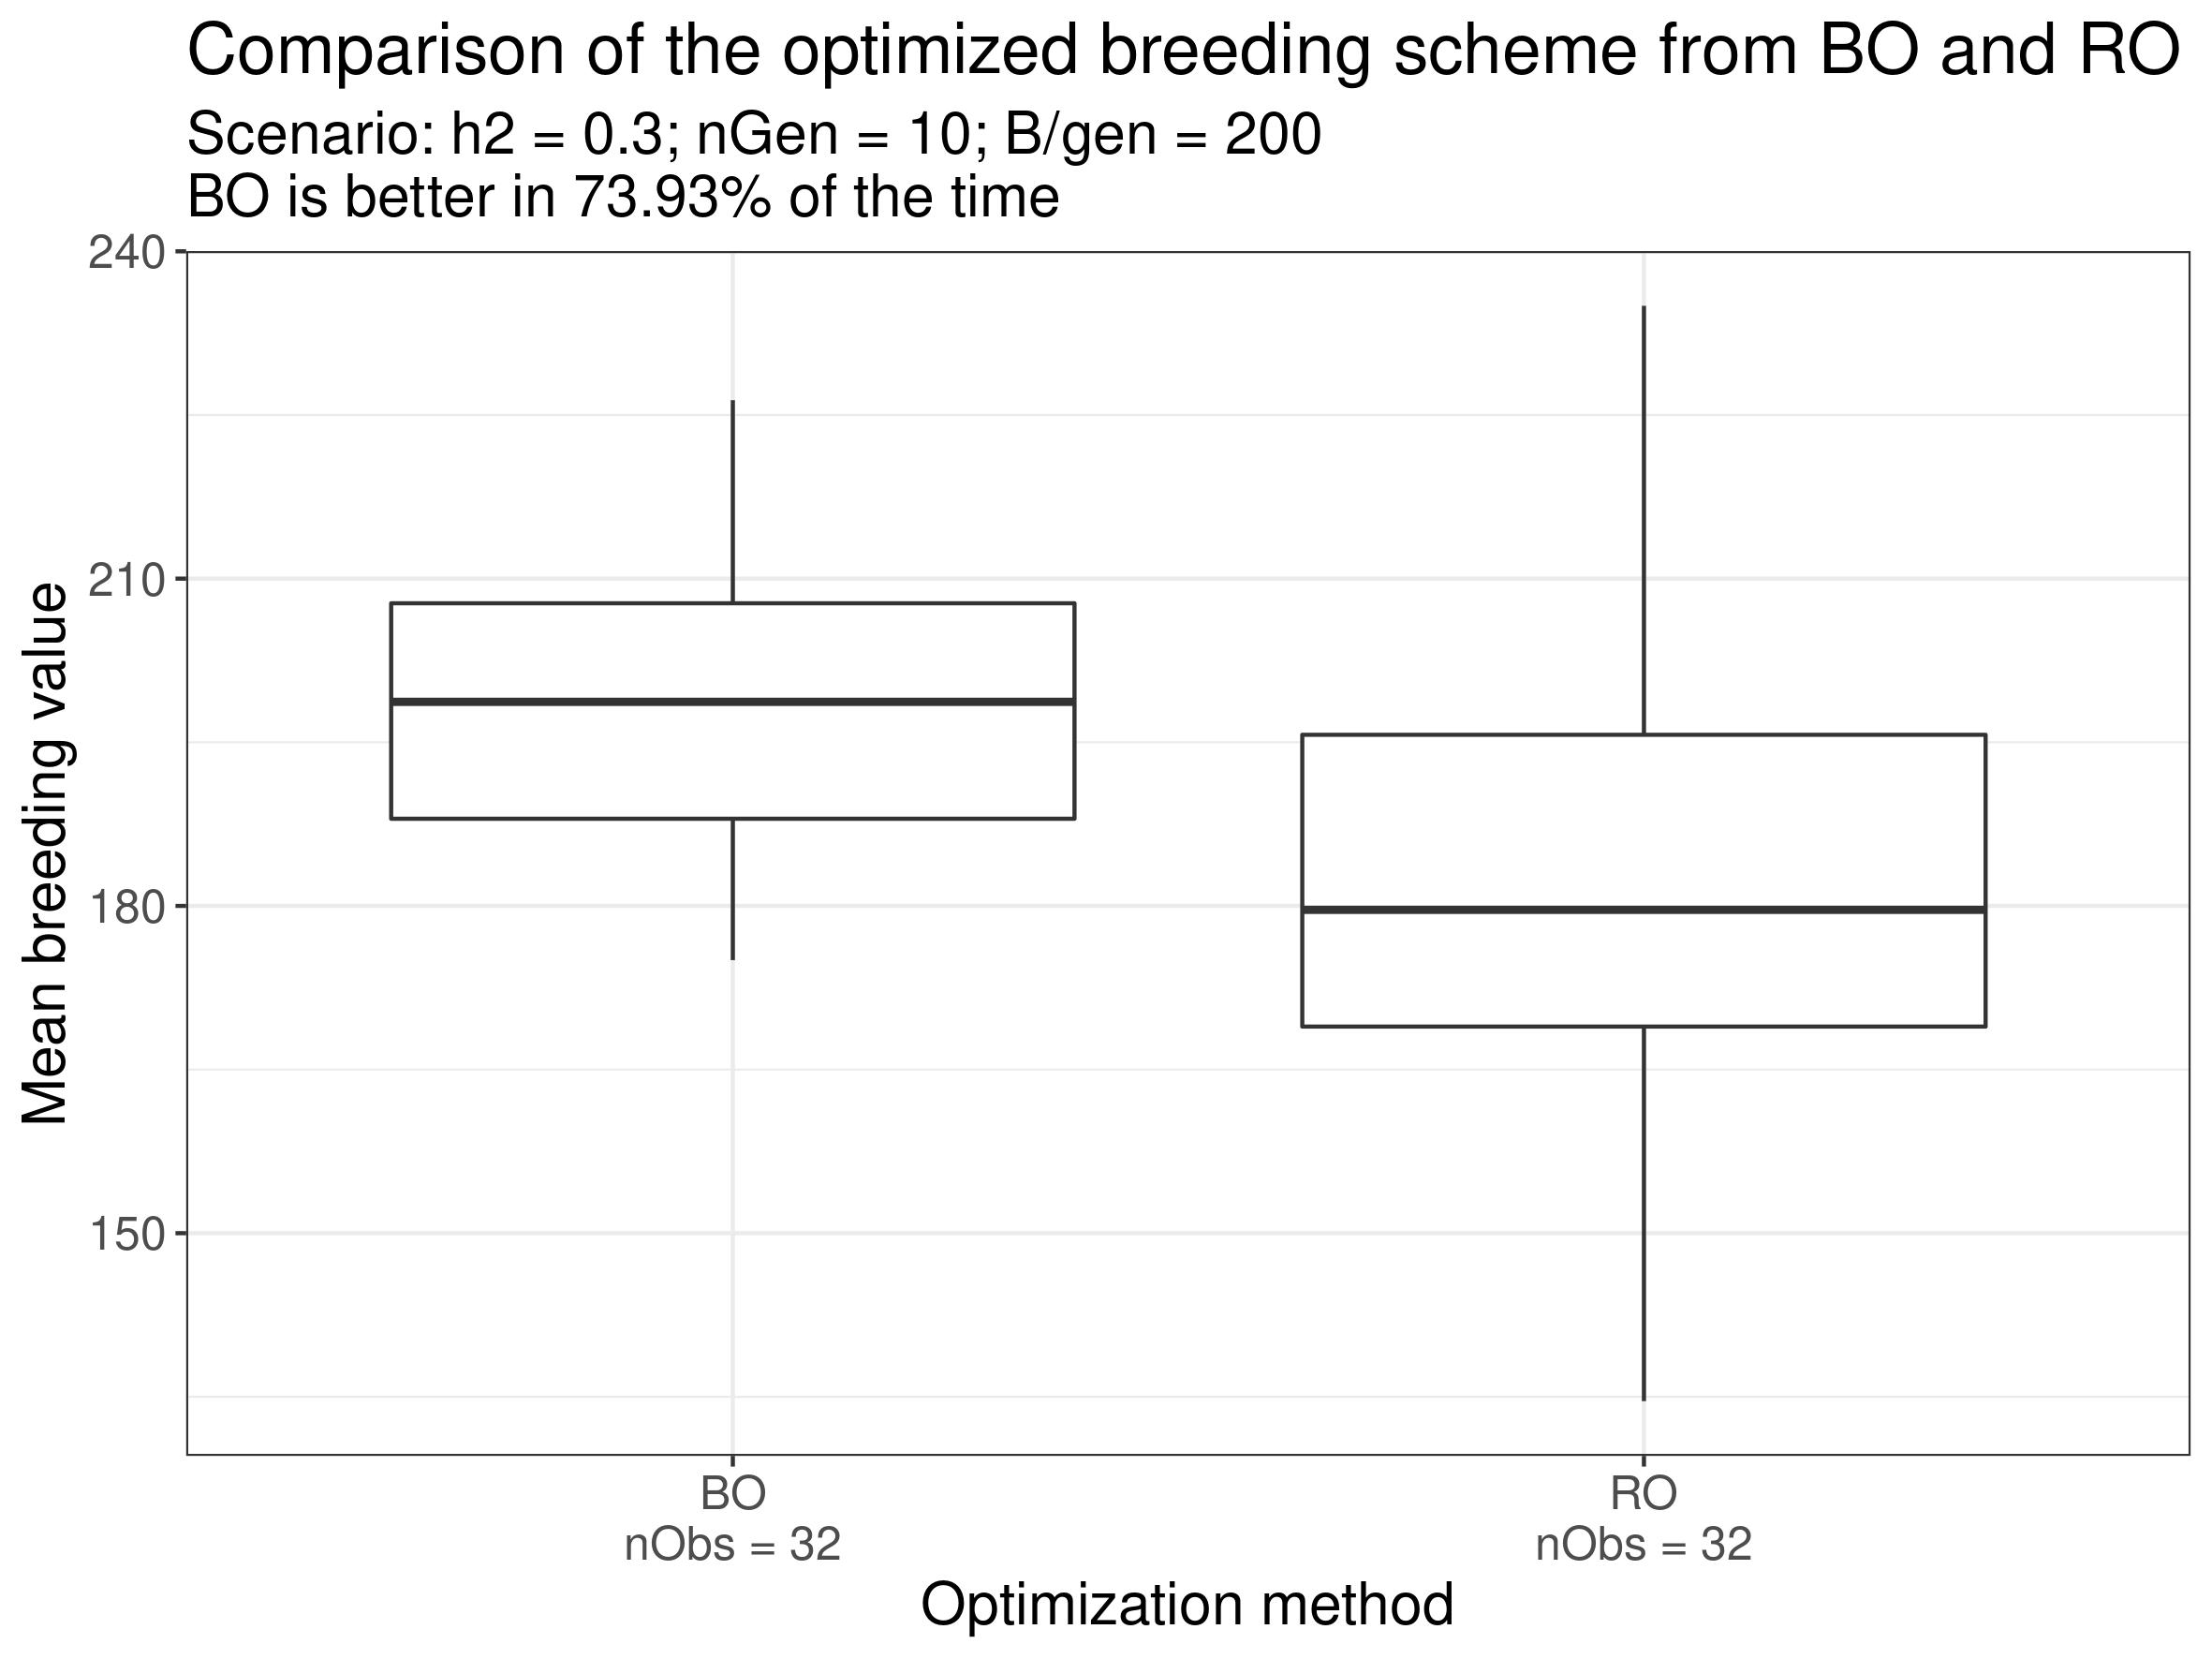 Comparison of the optimized breeding scheme from BO and RO
Scenario: h2 = 0.3; nGen = 10; B/gen = 200
BO is better in 73.93% of the time
240
210
180
150
Mean breeding value
BO
nObs = 32
RO
nObs = 32
Optimization method